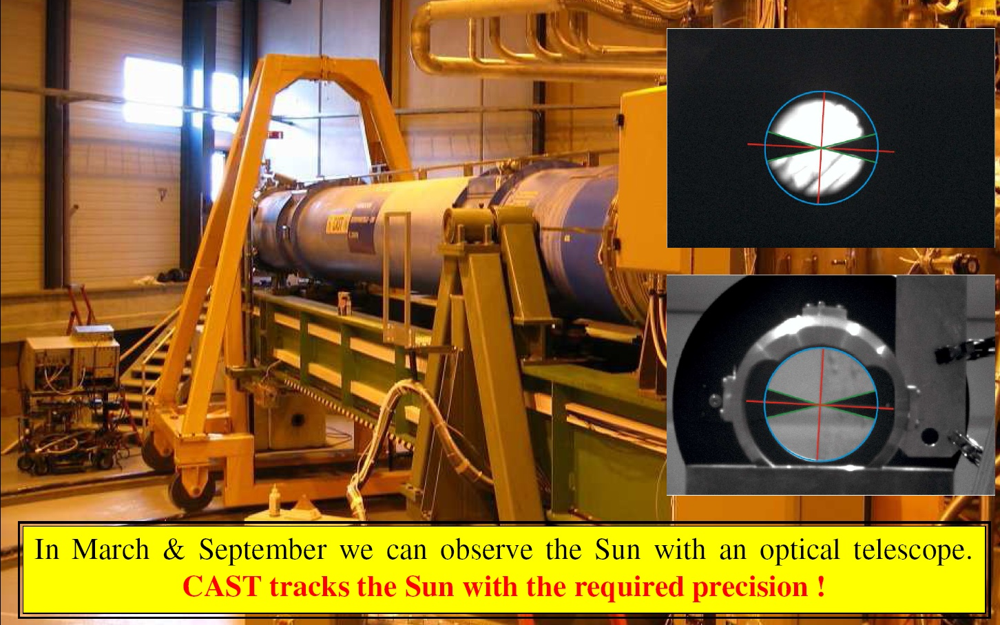 CAST
In March & September we can observe the Sun with an optical telescope.
CAST tracks the Sun with the required precision !